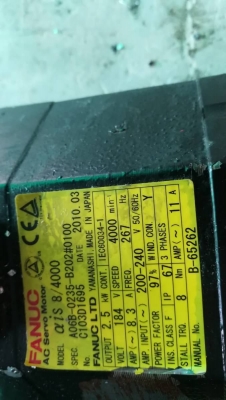 FANUC
AC Servo Motor
MODEL αiS 8/4000
SPEC A06B-0235-B202#0100
NO. C103D1695 DATE 2010.03
FANUC LTD YAMANASHI MADE IN JAPAN
OUTPUT 2.5 kW CONT. IEC60034-1
VOLT 184 V SPEED 4000 min⁻¹
AMP(~) 8.3 A FREQ 267 Hz
AMP.INPUT(~) 200-240 V 50/60Hz
POWER FACTOR 97% WIND.CON. Y
INS.CLASS F IP 67 3 PHASES
STALL TRQ 8 Nm AMP(~) 11 A
B-65262